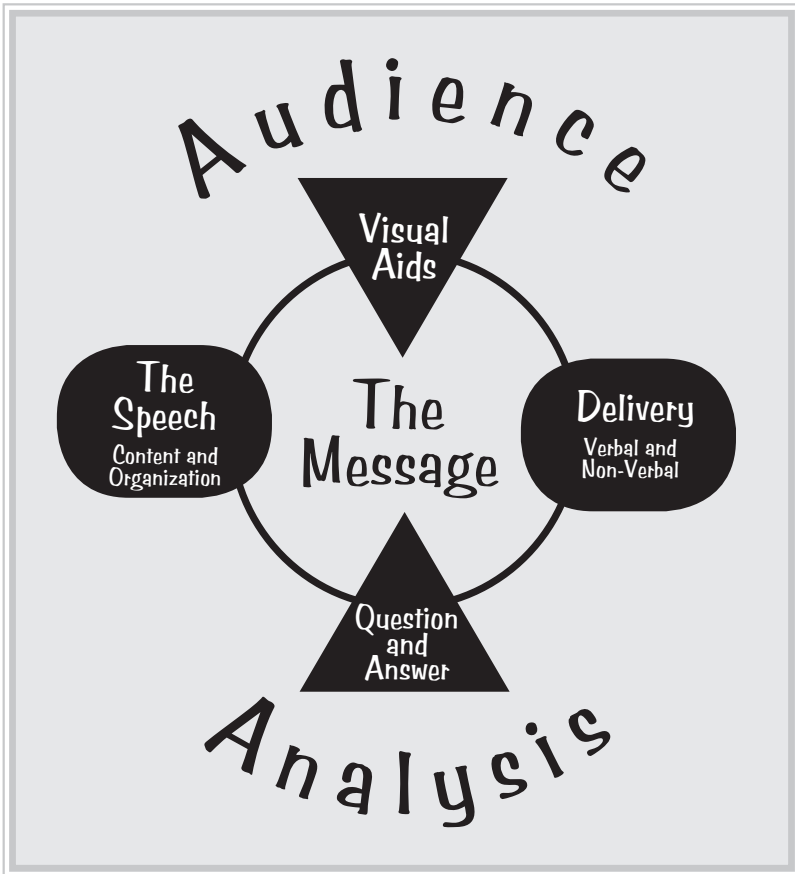 Audience
Visual
Aids
The
Speech
Content and
Organization
The
Message
Delivery
Verbal and
Non-Verbal
Question
and
Answer
Analysis